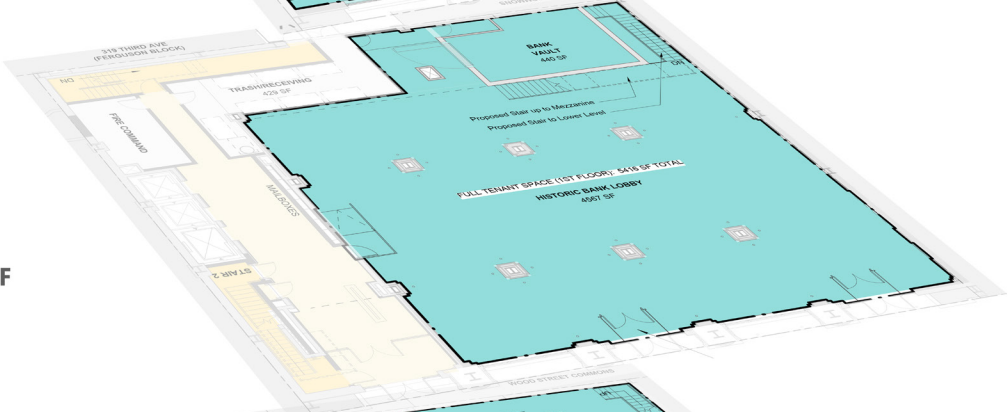 319 THIRD AVE
(FERGUSON BLOCK)
BANK
VAULT
440 SF
DN
DN
TRASH/RECEIVING
429 SF
Proposed Stair up to Mezzanine
Proposed Stair to Lower Level
FIRE COMMAND
MAILBOXES
FULL TENANT SPACE (1ST FLOOR): 5416 SF TOTAL
HISTORIC BANK LOBBY
4567 SF
F
STAIR 2
WOOD STREET COMMONS